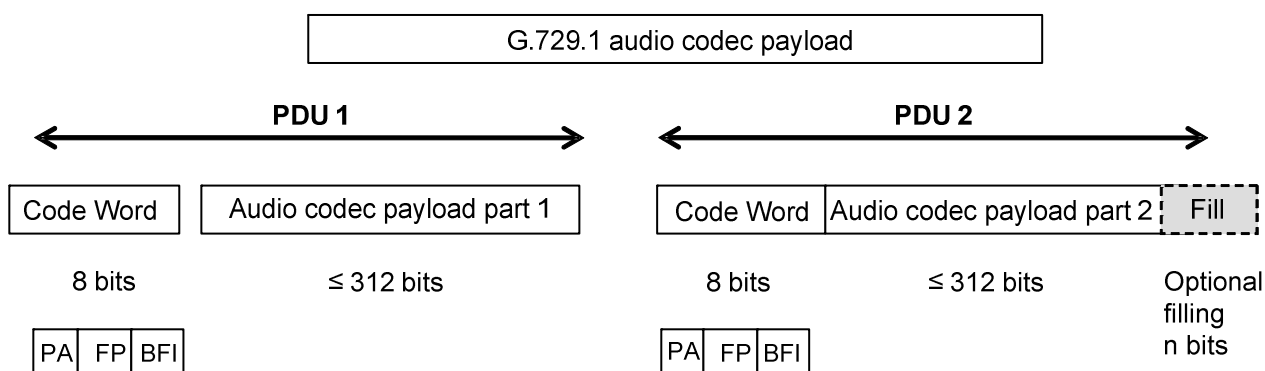 G.729.1 audio codec payload
PDU 1
PDU 2
Code Word
Audio codec payload part 1
Code Word
Audio codec payload part 2
Fill
8 bits
≤ 312 bits
8 bits
≤ 312 bits
Optional
filling
n bits
PA
FP
BFI
PA
FP
BFI